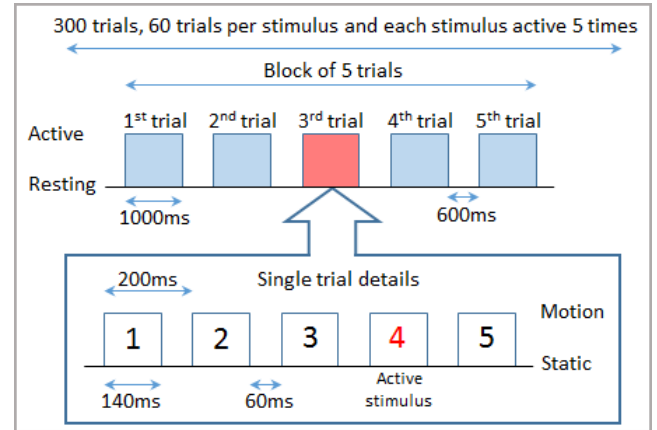 300 trials, 60 trials per stimulus and each stimulus active 5 times
Block of 5 trials
1st trial 2nd trial 3rd trial 4th trial 5th trial
Active
Resting
1000ms 600ms
200ms Single trial details
Motion
1 2 3 4 5
Static
140ms 60ms Active
stimulus